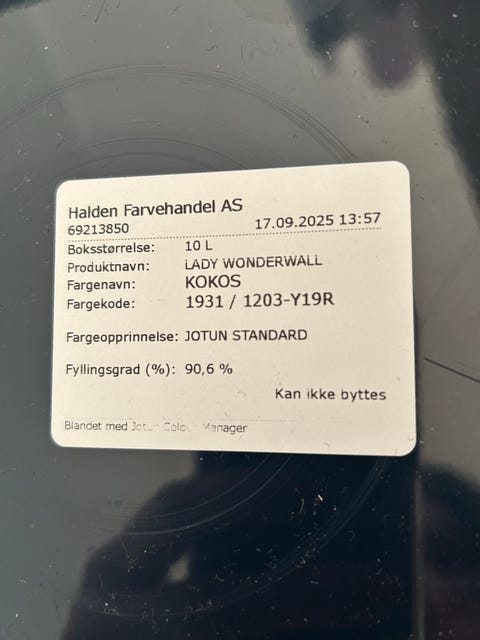 Halden Farvehandel AS
69213850 17.09.2025 13:57
Boksstørrelse: 10 L
Produktnavn: LADY WONDERWALL
Fargenavn: KOKOS
Fargekode: 1931 / 1203-Y19R
Fargeopprinnelse: JOTUN STANDARD
Fyllingsgrad (%): 90,6 %
Kan ikke byttes
Blandet med Manager